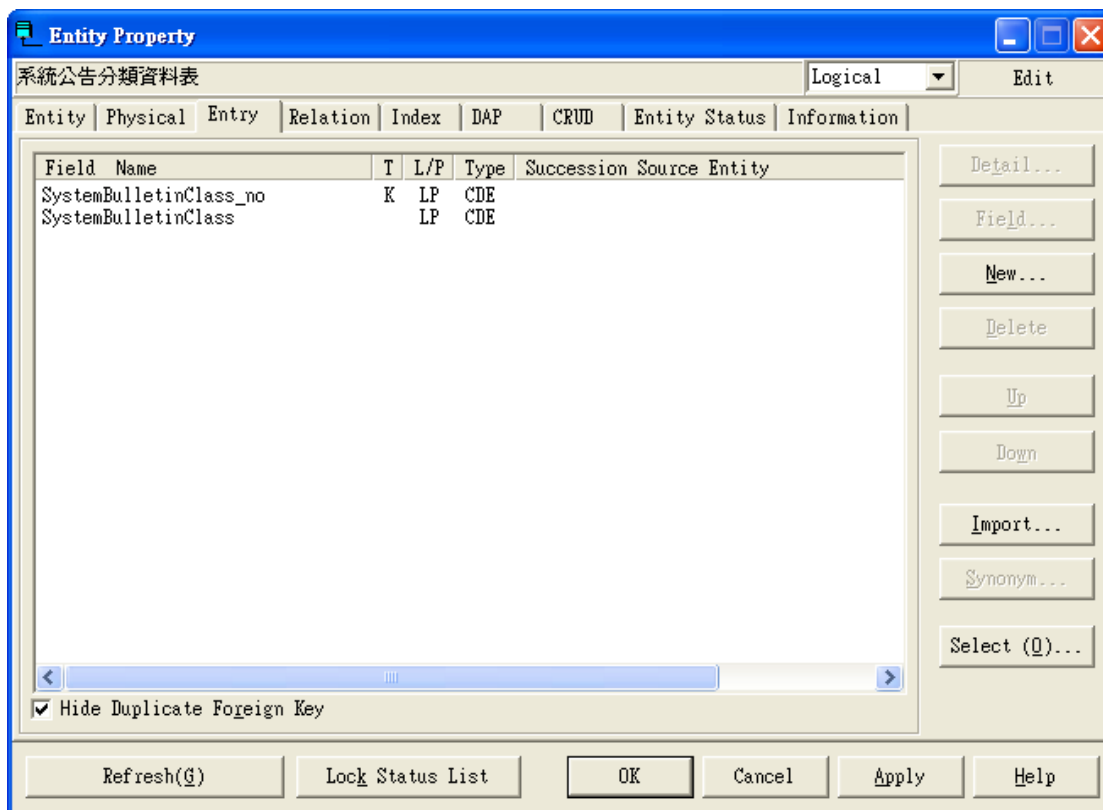 Entity Property
系統公告分類資料表 Logical Edit
Entity Physical Entry Relation Index DAP CRUD Entity Status Information
Field Name T L/P Type Succession Source Entity
SystemBulletinClass_no K LP CDE
SystemBulletinClass LP CDE
Detail...
Field...
New...
Delete
Up
Down
Import...
Synonym...
Select (O)...
Hide Duplicate Foreign Key
Refresh(G) Lock Status List OK Cancel Apply Help